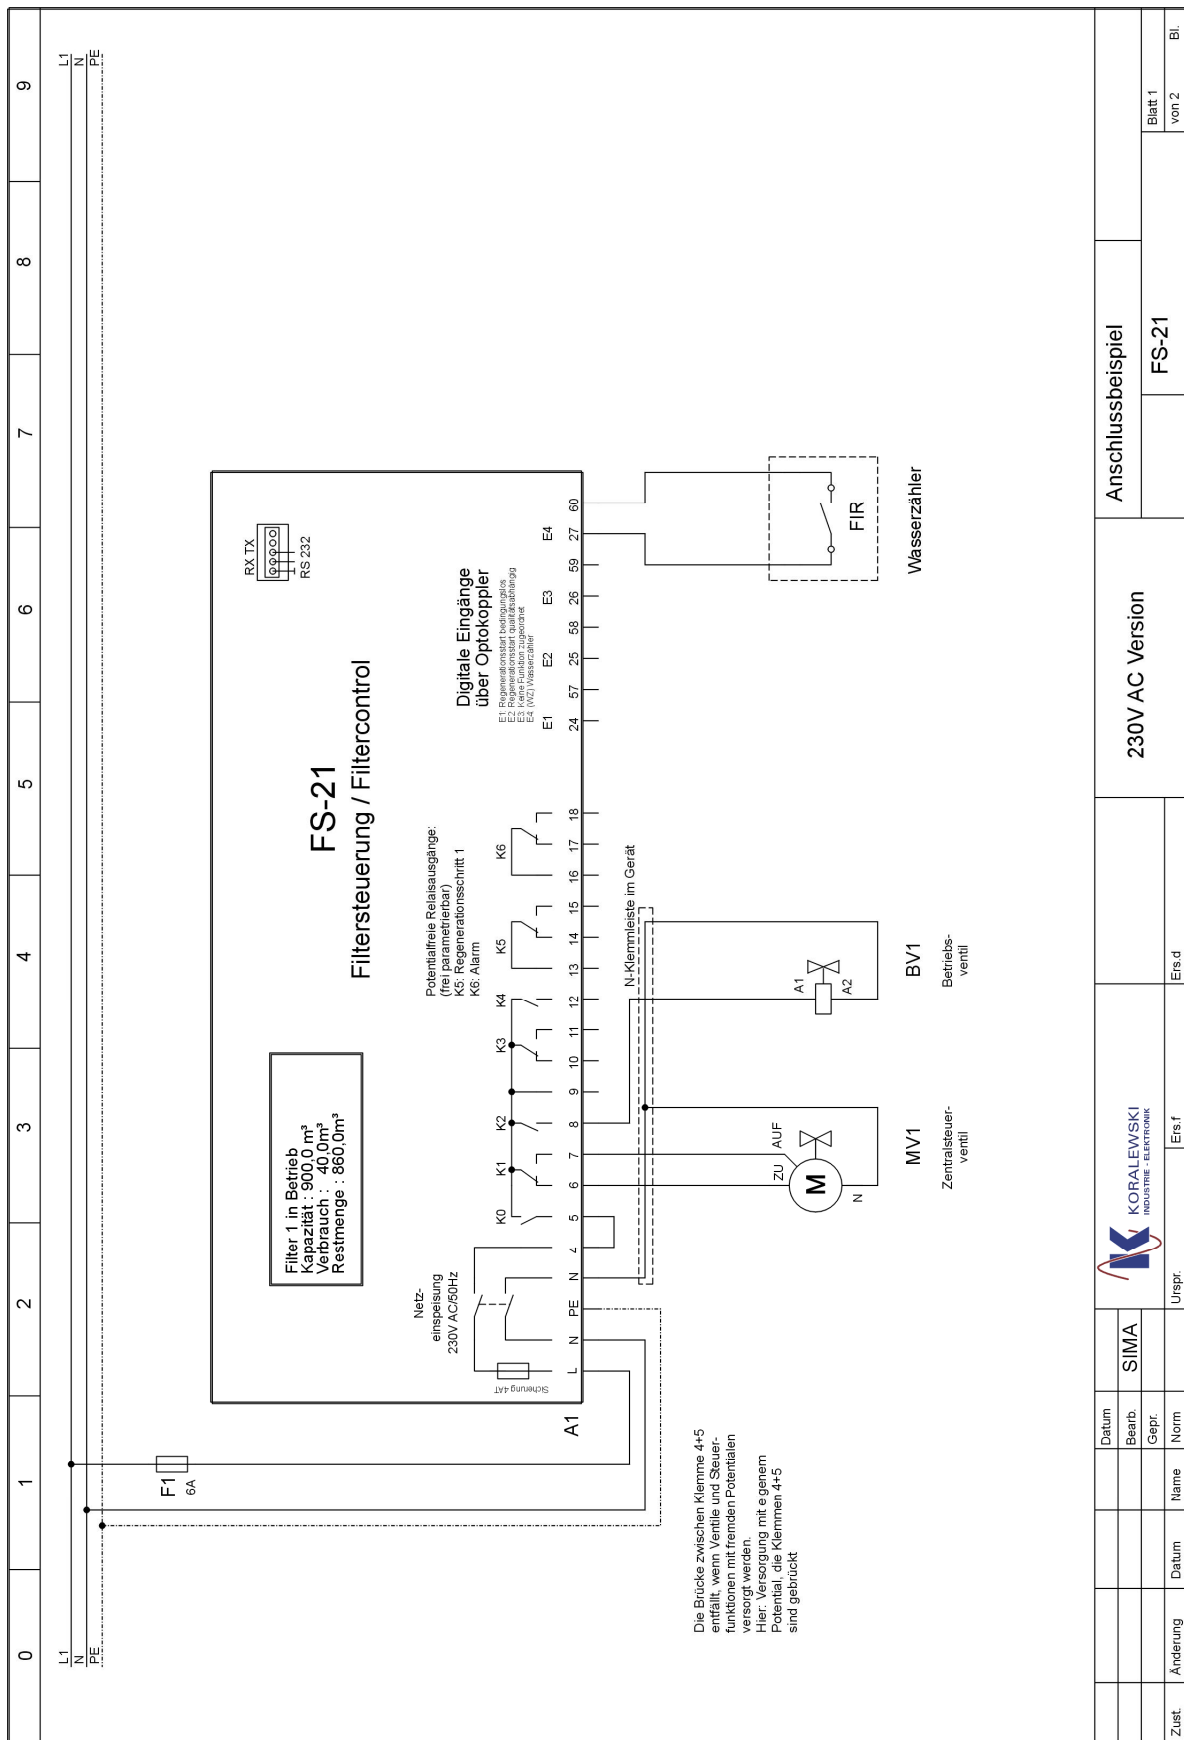 0 1 2 3 4 5 6 7 8 9
L1
N
PE
L1
N
PE
F1
6A
A1
FS-21
Filtersteuerung / Filtercontrol
Filter 1 in Betrieb
Kapazität : 900,0 m³
Verbrauch : 40,0m³
Restmenge : 860,0m³
RX TX
RS 232
Netz-
einspeisung
230V AC/50Hz
Sicherung 4AT
Potentialfreie Relaisausgänge:
(frei parametrierbar)
K5: Regenerationsschritt 1
K6: Alarm
Digitale Eingänge
über Optokoppler
E1: Regenerationsstart bedingungslos
E2: Regenerationsstart qualitätsabhängig
E3: Keine Funktion zugeordnet
E4: (WZ) Wasserzähler
K0 K1 K2 K3 K4 K5 K6 E1 E2 E3 E4
L N PE N 4 5 6 7 8 9 10 11 12 13 14 15 16 17 18 24 57 25 58 26 59 27 60
N-Klemmleiste im Gerät
ZU
AUF
M
N
MV1
Zentralsteuer-
ventil
A1
A2
BV1
Betriebs-
ventil
FIR
Wasserzähler
Die Brücke zwischen Klemme 4+5
entfällt, wenn Ventile und Steuer-
funktionen mit fremden Potentialen
versorgt werden.
Hier: Versorgung mit e genem
Potential, die Klemmen 4+5
sind gebrückt
Zust. Änderung Datum Name
Datum
Bearb. SIMA
Gepr.
Norm
Urspr. Ers.f Ers.d
KORALEWSKI
INDUSTRIE - ELEKTRONIK
230V AC Version
Anschlussbeispiel
FS-21
Blatt 1
von 2 Bl.